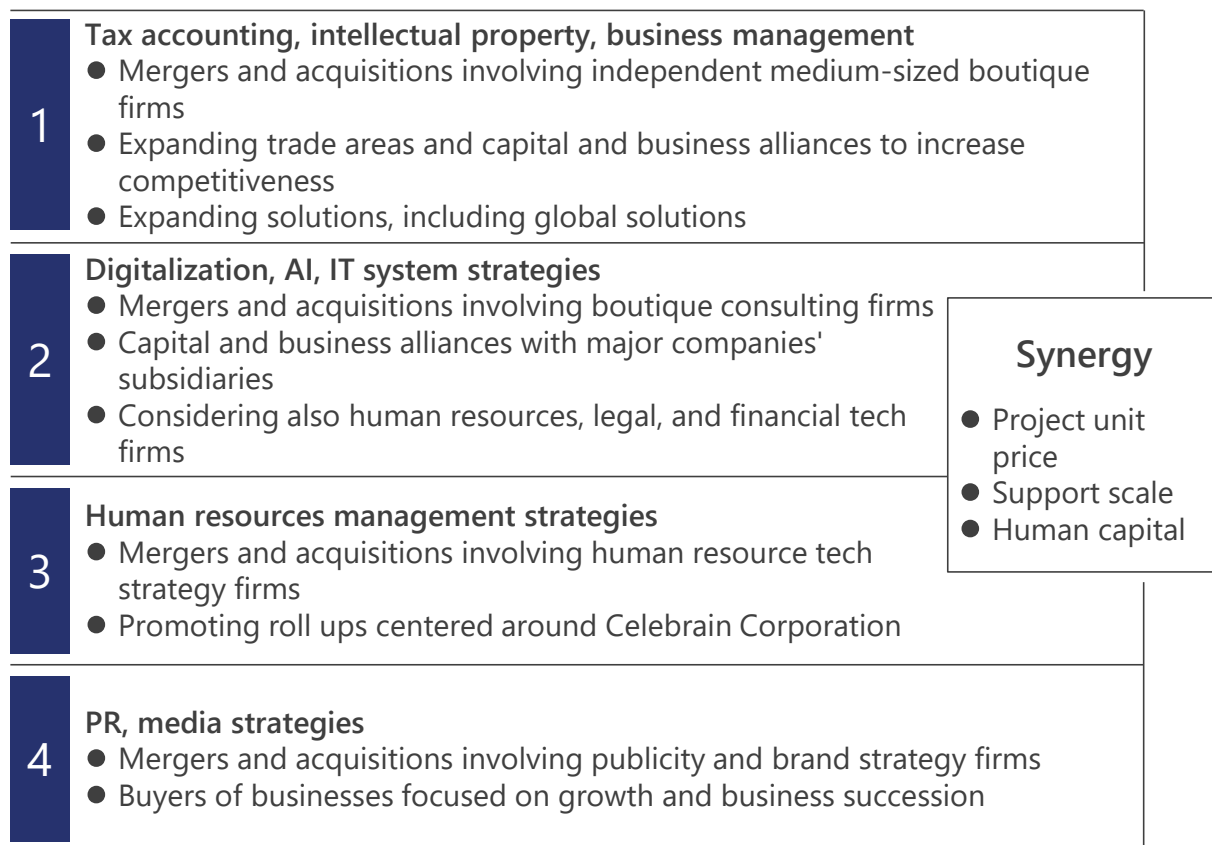 1
Tax accounting, intellectual property, business management
● Mergers and acquisitions involving independent medium-sized boutique
firms
● Expanding trade areas and capital and business alliances to increase
competitiveness
● Expanding solutions, including global solutions
2
Digitalization, AI, IT system strategies
● Mergers and acquisitions involving boutique consulting firms
● Capital and business alliances with major companies'
subsidiaries
● Considering also human resources, legal, and financial tech
firms
3
Human resources management strategies
● Mergers and acquisitions involving human resource tech
strategy firms
● Promoting roll ups centered around Celebrain Corporation
4
PR, media strategies
● Mergers and acquisitions involving publicity and brand strategy firms
● Buyers of businesses focused on growth and business succession
Synergy
● Project unit
price
● Support scale
● Human capital